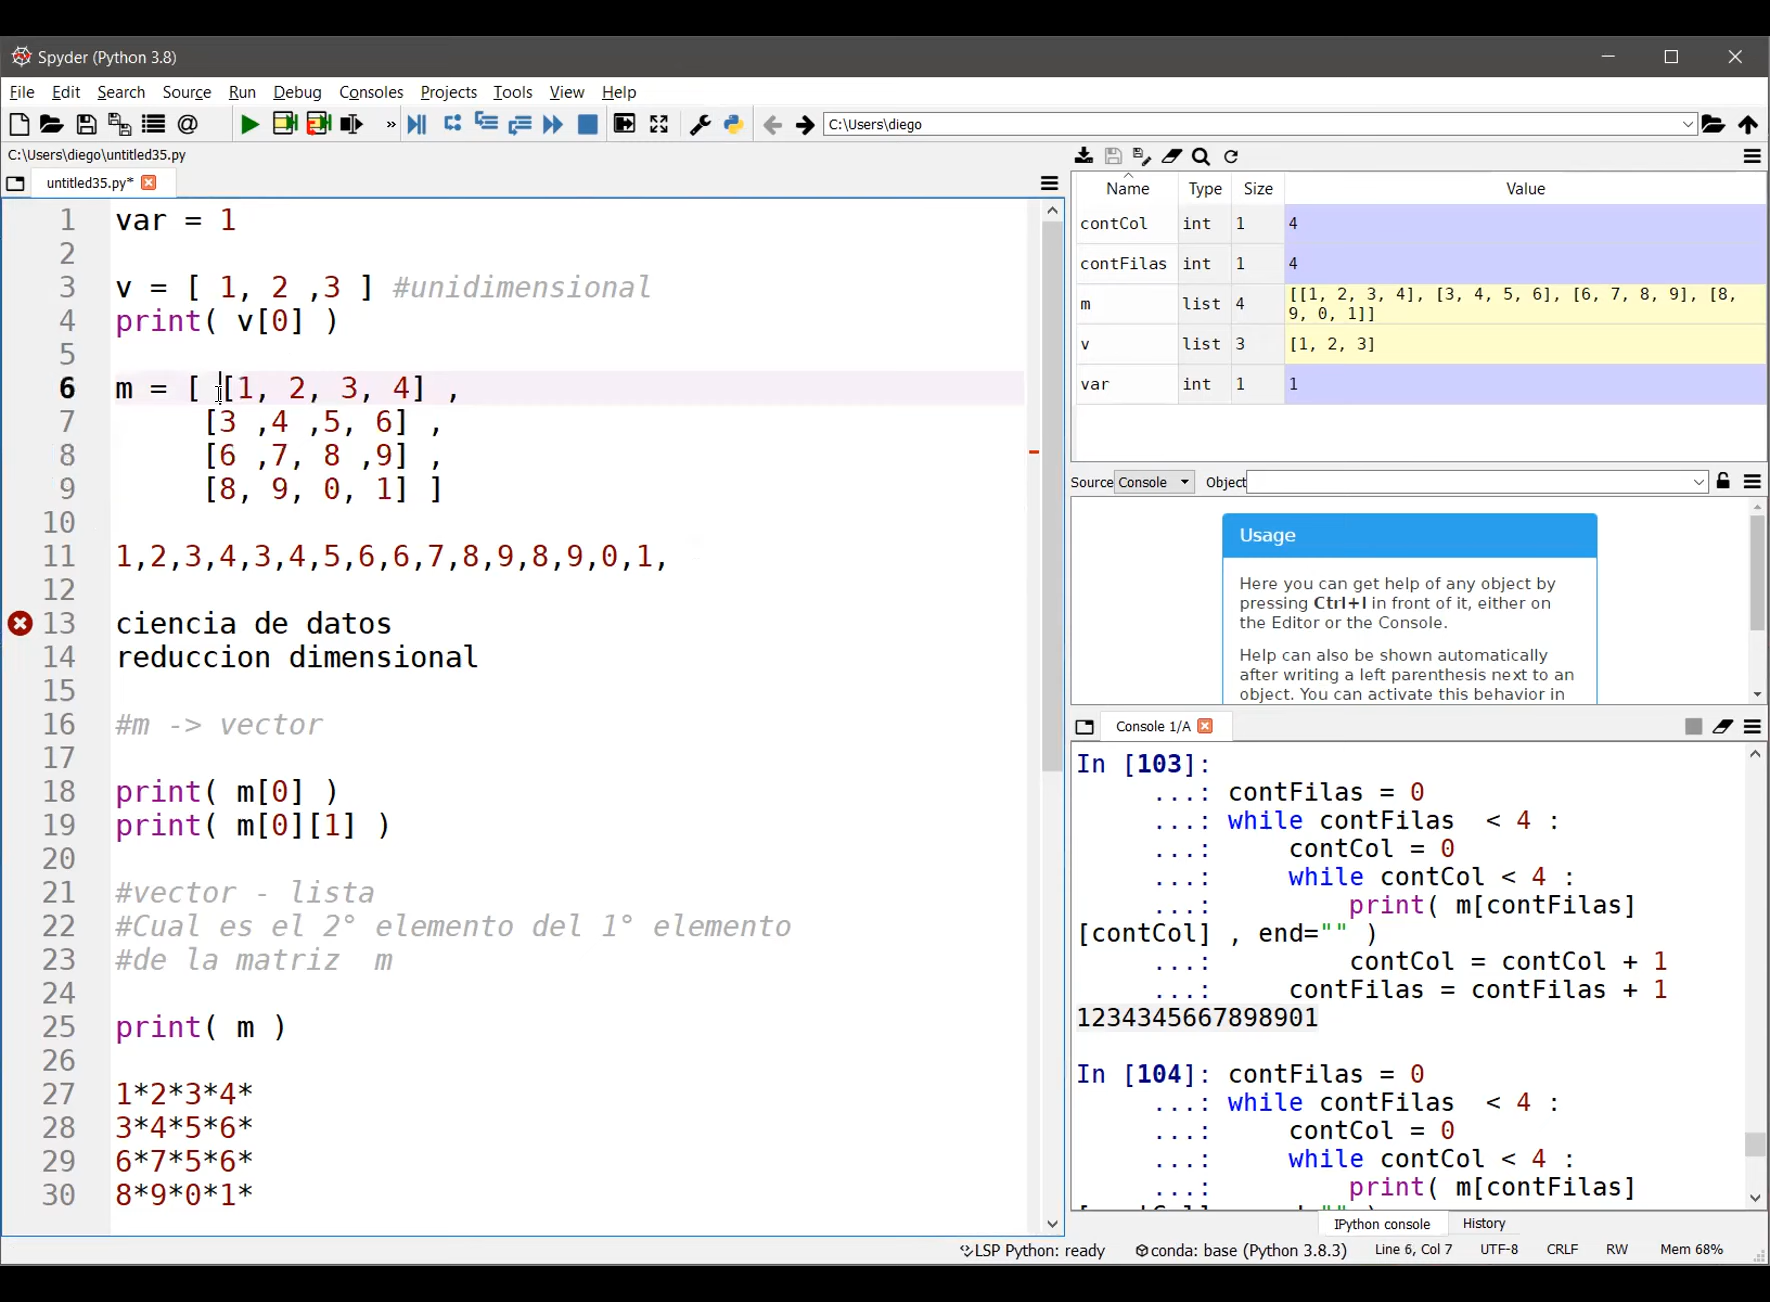 Spyder (Python 3.8)
File Edit Search Source Run Debug Consoles Projects Tools View Help
C:\Users\diego
C:\Users\diego\untitled35.py
untitled35.py*
1 var = 1
2
3 v = [ 1, 2 ,3 ] #unidimensional
4 print( v[0] )
5
6 m = [ [1, 2, 3, 4] ,
7 [3 ,4 ,5, 6] ,
8 [6 ,7, 8 ,9] ,
9 [8, 9, 0, 1] ]
10
11 1,2,3,4,3,4,5,6,6,7,8,9,8,9,0,1,
12
13 ciencia de datos
14 reduccion dimensional
15
16 #m -> vector
17
18 print( m[0] )
19 print( m[0][1] )
20
21 #vector - lista
22 #Cual es el 2° elemento del 1° elemento
23 #de la matriz  m
24
25 print( m )
26
27 1*2*3*4*
28 3*4*5*6*
29 6*7*5*6*
30 8*9*0*1*
Name Type Size Value
contCol int 1 4
contFilas int 1 4
m list 4 [[1, 2, 3, 4], [3, 4, 5, 6], [6, 7, 8, 9], [8,
9, 0, 1]]
v list 3 [1, 2, 3]
var int 1 1
Source Console Object
Usage
Here you can get help of any object by
pressing Ctrl+I in front of it, either on
the Editor or the Console.
Help can also be shown automatically
after writing a left parenthesis next to an
object. You can activate this behavior in
Console 1/A
In [103]:
...: contFilas = 0
...: while contFilas  < 4 :
...:     contCol = 0
...:     while contCol < 4 :
...:         print( m[contFilas]
[contCol] , end="" )
...:         contCol = contCol + 1
...:     contFilas = contFilas + 1
1234345667898901
In [104]: contFilas = 0
...: while contFilas  < 4 :
...:     contCol = 0
...:     while contCol < 4 :
...:         print( m[contFilas]
IPython console History
LSP Python: ready conda: base (Python 3.8.3) Line 6, Col 7 UTF-8 CRLF RW Mem 68%